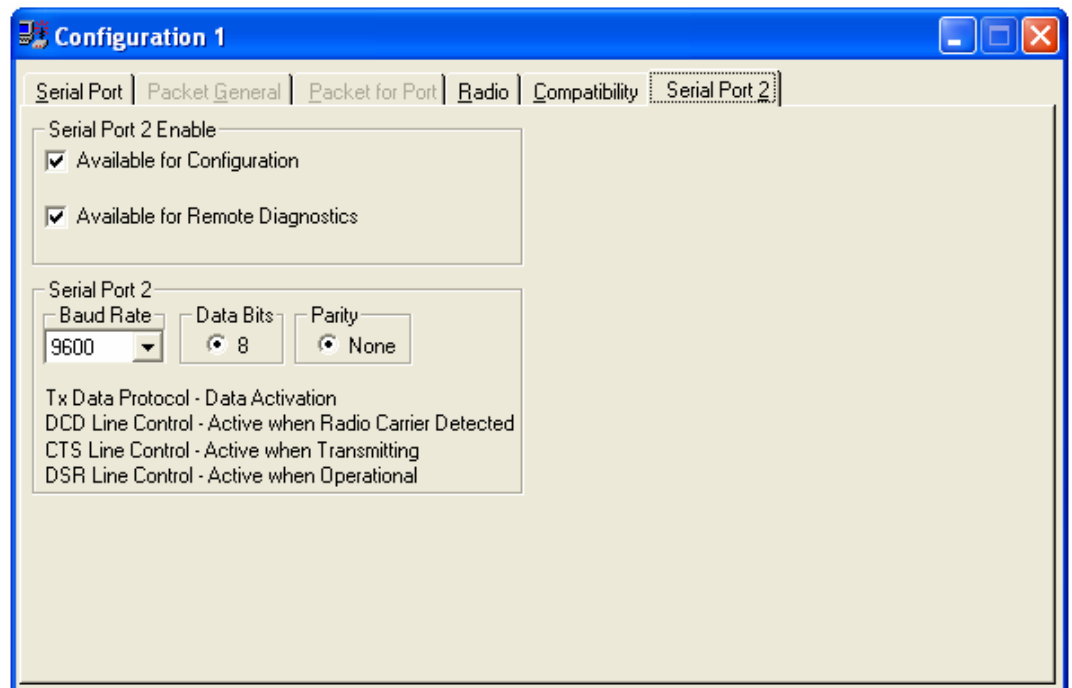 Configuration 1
Serial Port Packet General Packet for Port Radio Compatibility Serial Port 2
Serial Port 2 Enable
Available for Configuration
Available for Remote Diagnostics
Serial Port 2
Baud Rate Data Bits Parity
9600 8 None
Tx Data Protocol - Data Activation
DCD Line Control - Active when Radio Carrier Detected
CTS Line Control - Active when Transmitting
DSR Line Control - Active when Operational